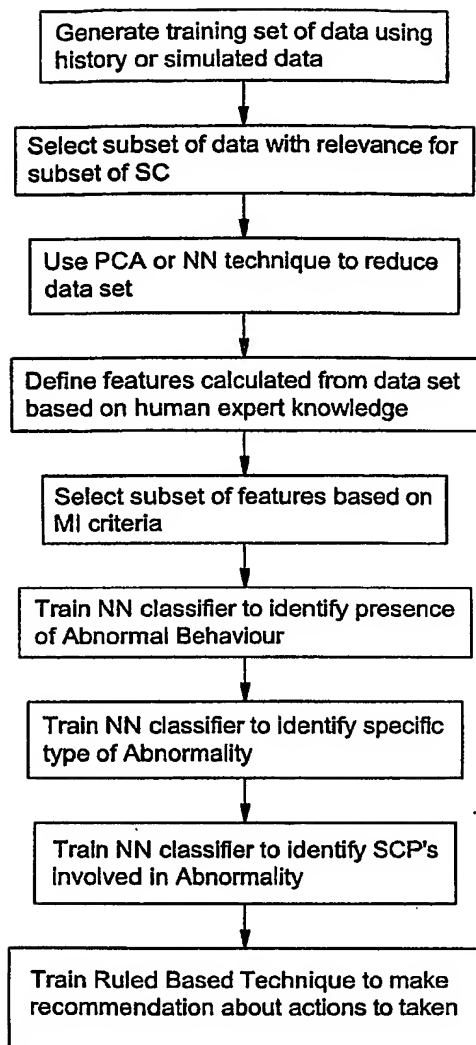 Generate training set of data using
history or simulated data
Select subset of data with relevance for
subset of SC
Use PCA or NN technique to reduce
data set
Define features calculated from data set
based on human expert knowledge
Select subset of features based on
MI criteria
Train NN classifier to identify presence
of Abnormal Behaviour
Train NN classifier to identify specific
type of Abnormality
Train NN classifier to identify SCP's
involved in Abnormality
Train Ruled Based Technique to make
recommendation about actions to taken